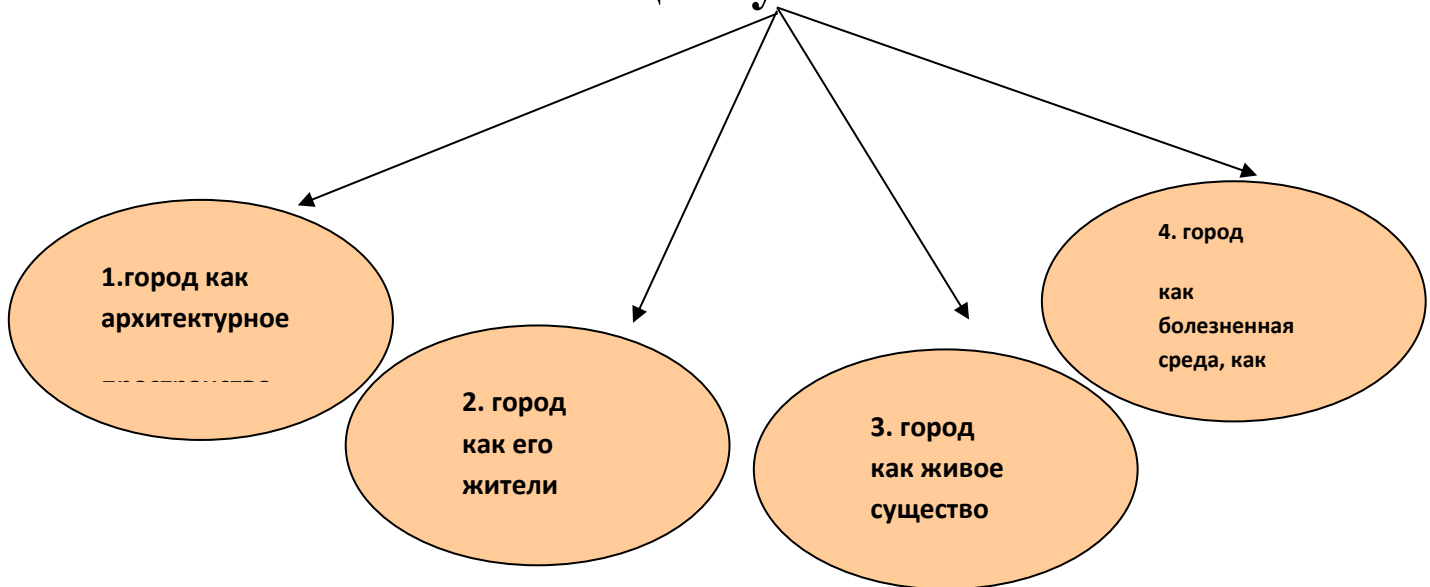 1.город как
архитектурное
2. город
как его
жители
3. город
как живое
существо
4. город
как
болезненная
среда, как